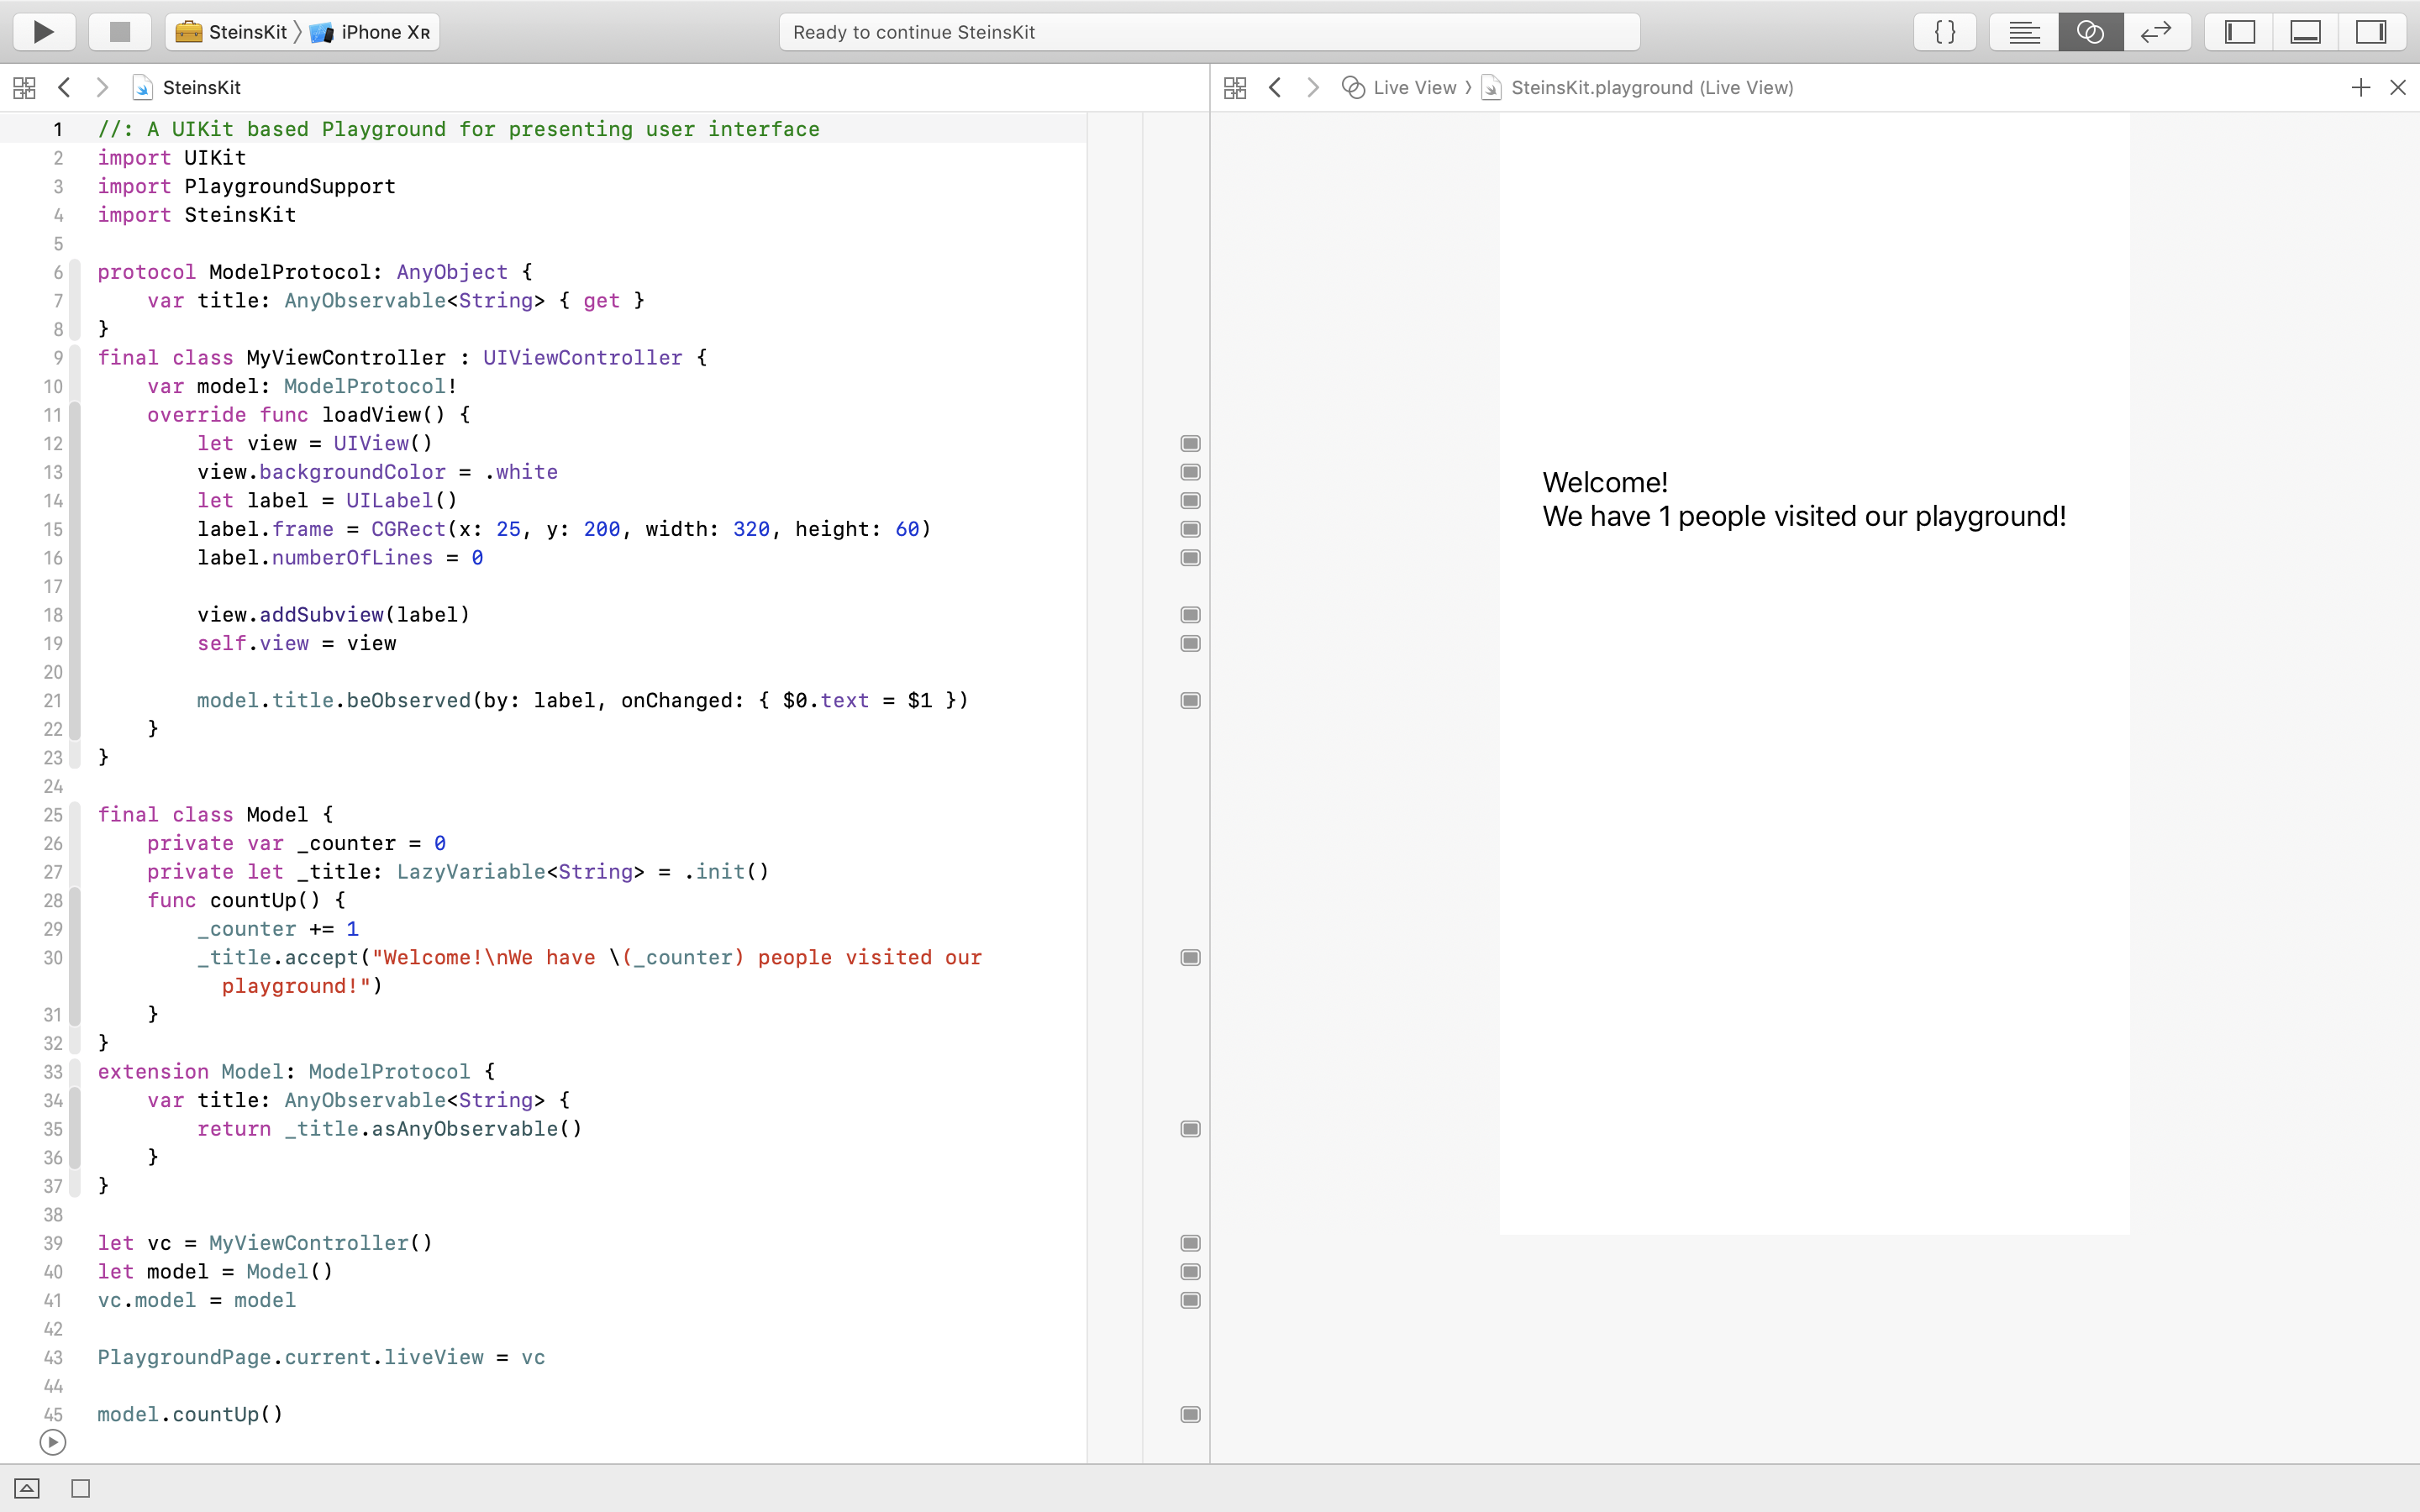 SteinsKit 〉 iPhone XR
Ready to continue SteinsKit
{ }
SteinsKit
1 //: A UIKit based Playground for presenting user interface
2 import UIKit
3 import PlaygroundSupport
4 import SteinsKit
5
6 protocol ModelProtocol: AnyObject {
7     var title: AnyObservable<String> { get }
8 }
9 final class MyViewController : UIViewController {
10     var model: ModelProtocol!
11     override func loadView() {
12         let view = UIView()
13         view.backgroundColor = .white
14         let label = UILabel()
15         label.frame = CGRect(x: 25, y: 200, width: 320, height: 60)
16         label.numberOfLines = 0
17
18         view.addSubview(label)
19         self.view = view
20
21         model.title.beObserved(by: label, onChanged: { $0.text = $1 })
22     }
23 }
24
25 final class Model {
26     private var _counter = 0
27     private let _title: LazyVariable<String> = .init()
28     func countUp() {
29         _counter += 1
30         _title.accept("Welcome!\nWe have \(_counter) people visited our
playground!")
31     }
32 }
33 extension Model: ModelProtocol {
34     var title: AnyObservable<String> {
35         return _title.asAnyObservable()
36     }
37 }
38
39 let vc = MyViewController()
40 let model = Model()
41 vc.model = model
42
43 PlaygroundPage.current.liveView = vc
44
45 model.countUp()
Live View 〉 SteinsKit.playground (Live View)
Welcome!
We have 1 people visited our playground!